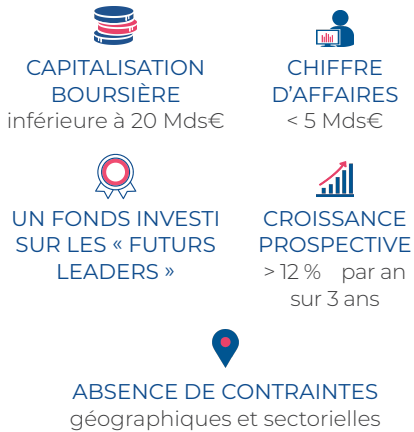 CAPITALISATION
BOURSIÈRE
inférieure à 20 Mds€
CHIFFRE
D’AFFAIRES
< 5 Mds€
UN FONDS INVESTI
SUR LES « FUTURS
LEADERS »
CROISSANCE
PROSPECTIVE
> 12 % par an
sur 3 ans
ABSENCE DE CONTRAINTES
géographiques et sectorielles